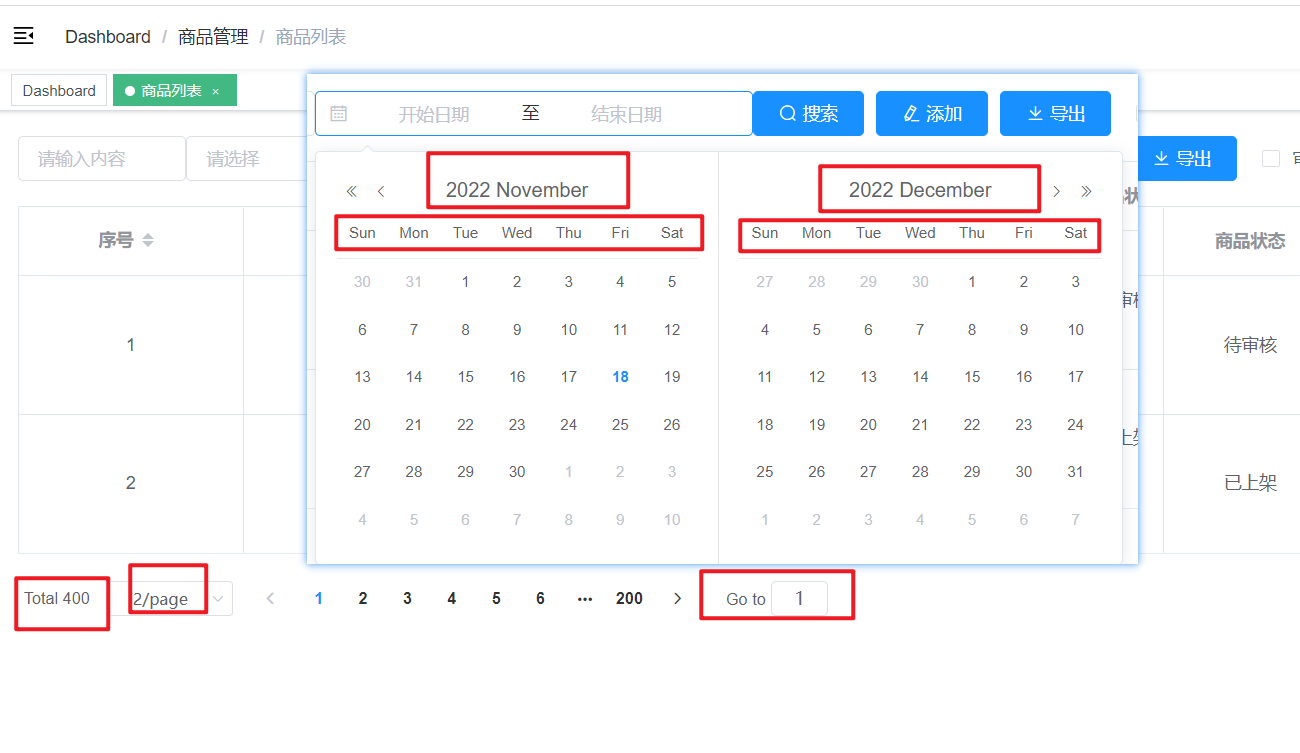 Dashboard / 商品管理 / 商品列表
Dashboard 商品列表 ×
开始日期 至 结束日期 搜索 添加 导出
请输入内容 请选择 导出
2022 November 2022 December
Sun Mon Tue Wed Thu Fri Sat Sun Mon Tue Wed Thu Fri Sat
序号 商品状态
30 31 1 2 3 4 5 27 28 29 30 1 2 3
6 7 8 9 10 11 12 4 5 6 7 8 9 10
1 待审核
13 14 15 16 17 18 19 11 12 13 14 15 16 17
20 21 22 23 24 25 26 18 19 20 21 22 23 24
27 28 29 30 1 2 3 25 26 27 28 29 30 31
2 已上架
4 5 6 7 8 9 10 1 2 3 4 5 6 7
Total 400 2/page 1 2 3 4 5 6 ··· 200 Go to 1